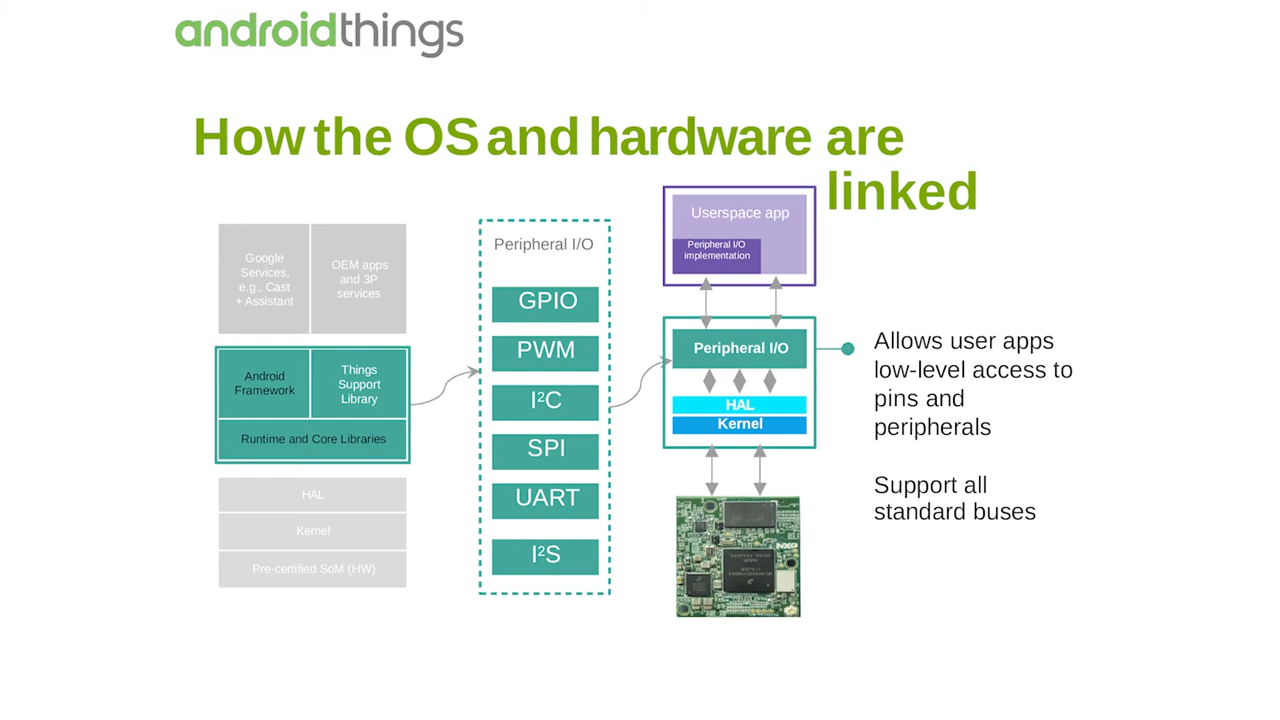 androidthings
How the OS and hardware are
linked
Google
Services,
e.g., Cast
+ Assistant
OEM apps
and 3P
services
Android
Framework
Things
Support
Library
Runtime and Core Libraries
HAL
Kernel
Pre-certified SoM (HW)
Peripheral I/O
GPIO
PWM
I²C
SPI
UART
I²S
Userspace app
Peripheral I/O
implementation
Peripheral I/O
HAL
Kernel
NXP
Allows user apps
low-level access to
pins and
peripherals
Support all
standard buses